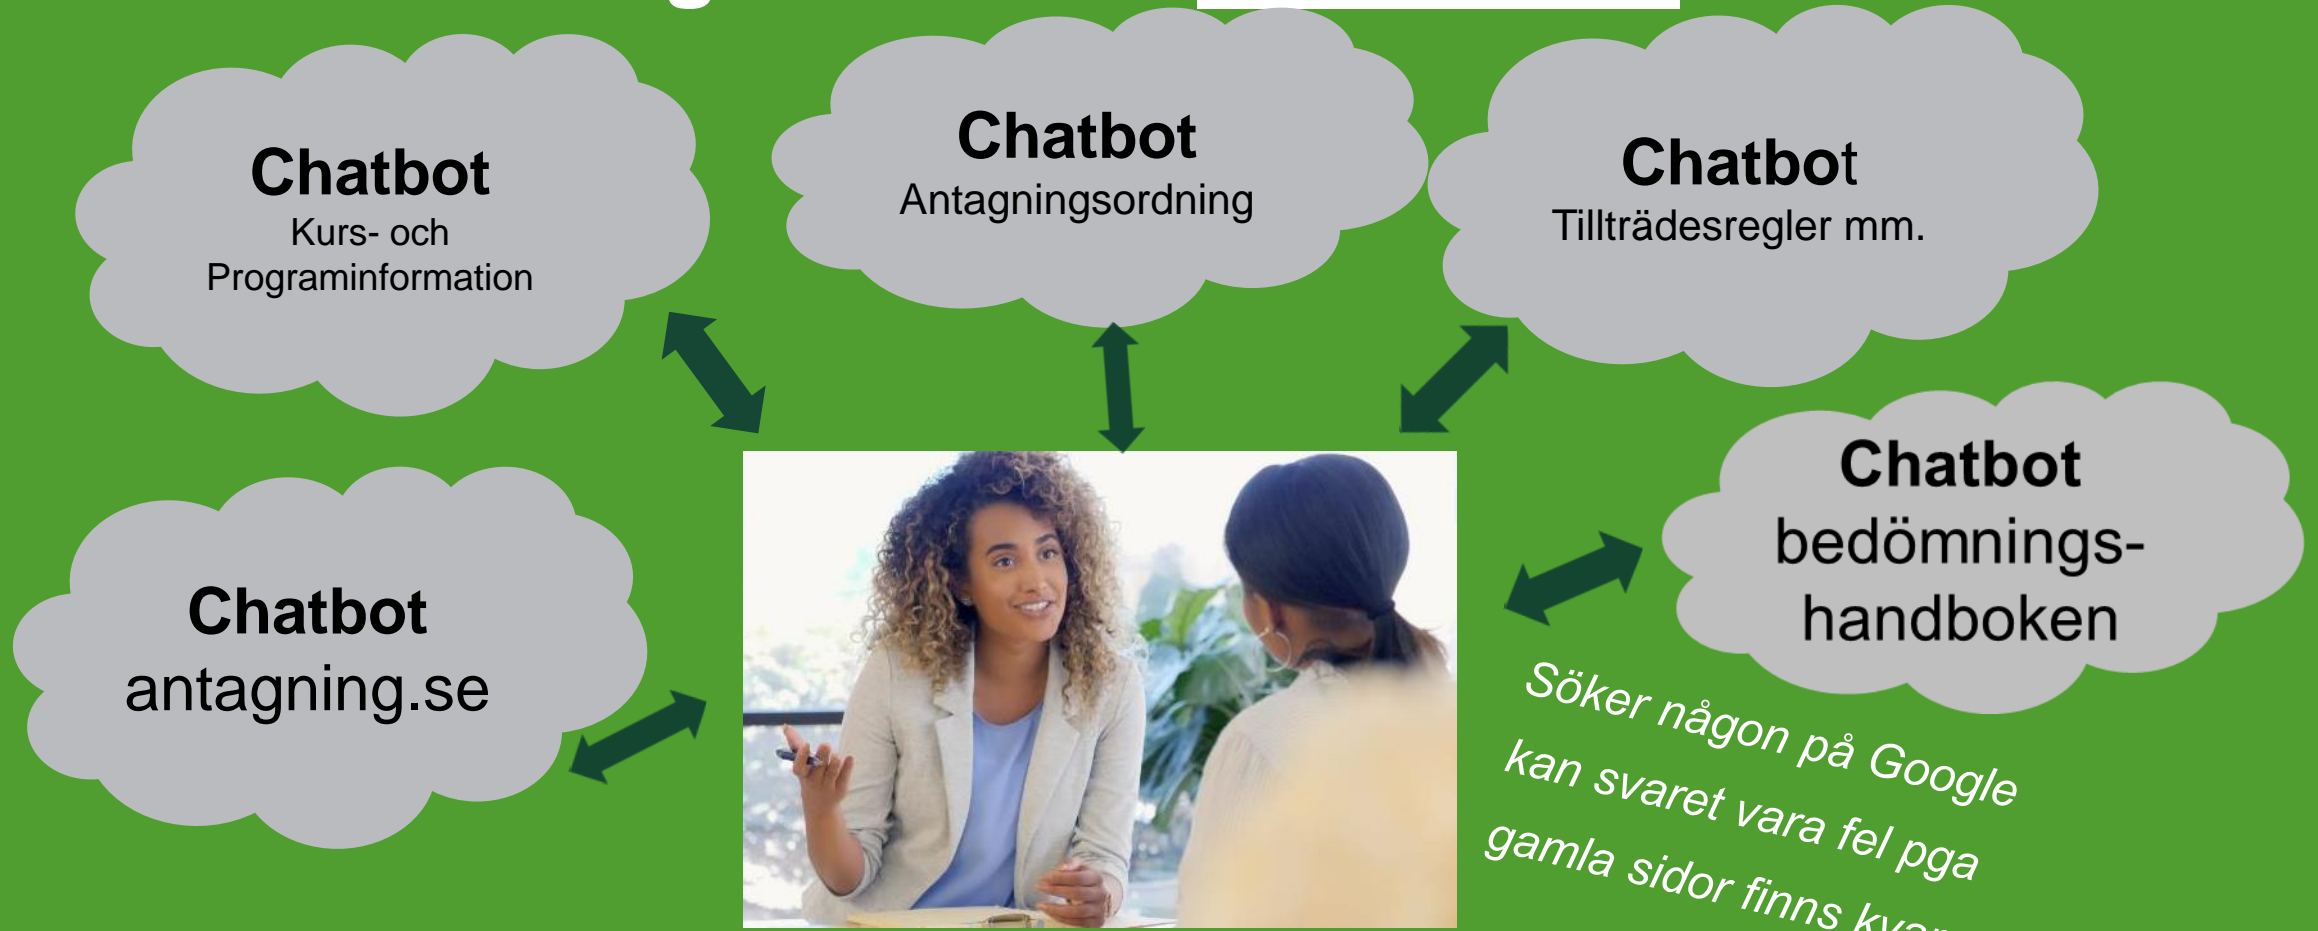 Chatbot
Kurs- och
Programinformation
Chatbot
Antagningsordning
Chatbot
Tillträdesregler mm.
Chatbot
bedömnings-
handboken
Chatbot
antagning.se
Söker någon på Google
kan svaret vara fel pga
gamla sidor finns kvar